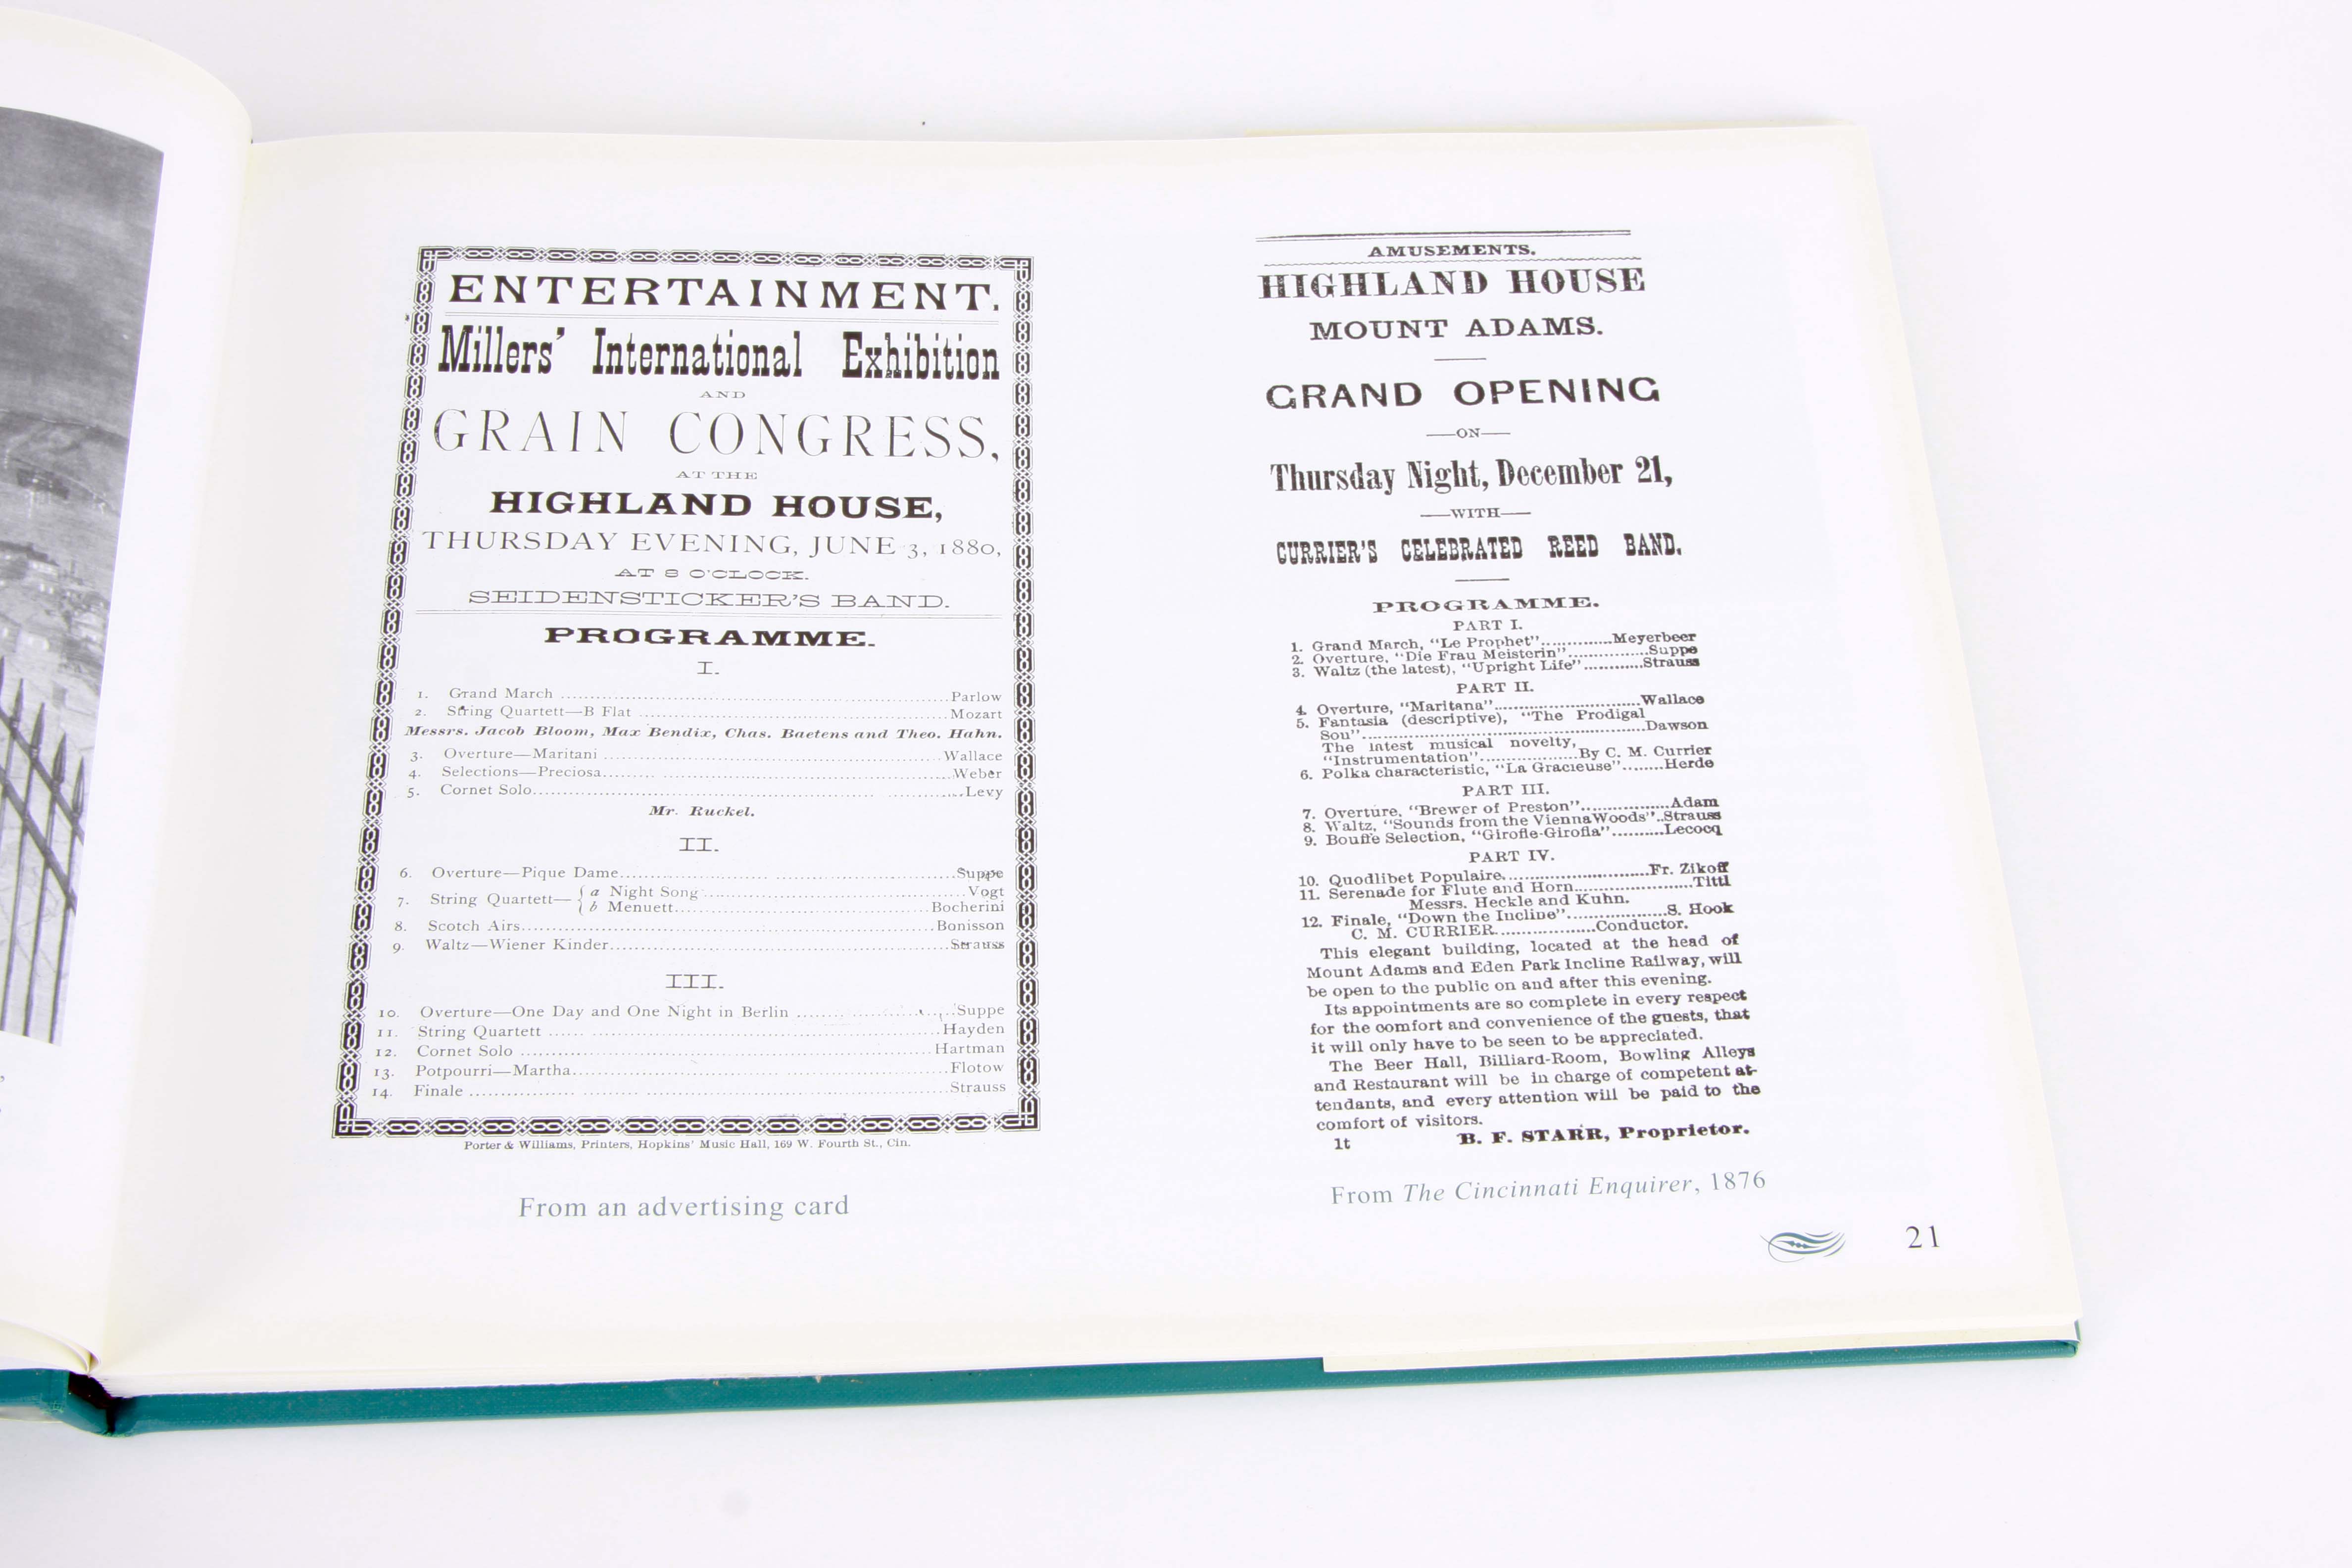 ENTERTAINMENT.
Millers' International Exhibition
AND
GRAIN CONGRESS,
AT THE
HIGHLAND HOUSE,
THURSDAY EVENING, JUNE 3, 1880,
AT 8 O'CLOCK.
SEIDENSTICKER'S BAND.
PROGRAMME.
I.
1. Grand March ........ Parlow
2. String Quartett—B Flat ........ Mozart
Messrs. Jacob Bloom, Max Bendix, Chas. Baetens and Theo. Hahn.
3. Overture—Maritani ........ Wallace
4. Selections—Preciosa ........ Weber
5. Cornet Solo ........ Levy
Mr. Ruckel.
II.
6. Overture—Pique Dame ........ Suppe
7. String Quartett— { a Night Song ........ Vogt
b Menuett ........ Bocherini
8. Scotch Airs ........ Bonisson
9. Waltz—Wiener Kinder ........ Strauss
III.
10. Overture—One Day and One Night in Berlin ........ Suppe
11. String Quartett ........ Hayden
12. Cornet Solo ........ Hartman
13. Potpourri—Martha ........ Flotow
14. Finale ........ Strauss
Porter & Williams, Printers, Hopkins' Music Hall, 169 W. Fourth St., Cin.
From an advertising card
AMUSEMENTS.
HIGHLAND HOUSE
MOUNT ADAMS.
GRAND OPENING
—ON—
Thursday Night, December 21,
—WITH—
CURRIER'S CELEBRATED REED BAND.
PROGRAMME.
PART I.
1. Grand March, "Le Prophet" ........ Meyerbeer
2. Overture, "Die Frau Meisterin" ........ Suppe
3. Waltz (the latest), "Upright Life" ........ Strauss
PART II.
4. Overture, "Maritana" ........ Wallace
5. Fantasia (descriptive), "The Prodigal
Sou" ........ Dawson
The latest musical novelty,
"Instrumentation" ........ By C. M. Currier
6. Polka characteristic, "La Gracieuse" ........ Herde
PART III.
7. Overture, "Brewer of Preston" ........ Adam
8. Waltz, "Sounds from the Vienna Woods" .. Strauss
9. Bouffe Selection, "Girofle-Girofla" ........ Lecocq
PART IV.
10. Quodlibet Populaire ........ Fr. Zikoff
11. Serenade for Flute and Horn ........ Tittl
Messrs. Heckle and Kuhn.
12. Finale, "Down the Incline" ........ S. Hook
C. M. CURRIER ........ Conductor.
This elegant building, located at the head of
Mount Adams and Eden Park Incline Railway, will
be open to the public on and after this evening.
Its appointments are so complete in every respect
for the comfort and convenience of the guests, that
it will only have to be seen to be appreciated.
The Beer Hall, Billiard-Room, Bowling Alleys
and Restaurant will be in charge of competent at-
tendants, and every attention will be paid to the
comfort of visitors.
1t B. F. STARR, Proprietor.
From The Cincinnati Enquirer, 1876
21